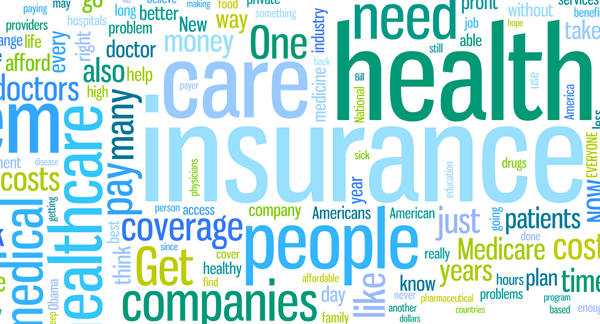 paying
may
go
long
believe
making
food
private
something
profit
without
services
hospitals
better
way
One
industry
need
job
hope
benefits
New
problem
money
still
able
take
providers
right
doctor
change
life
every
afford
also
help
care
back
health
use
America
less
doctors
high
payer
medicine
Bill
National
many
insurance
EVERYONE
NOW
em
healthcare
pay
physicians
sick
drugs
education
disease
costs
getting
year
person
access
company
Americans
American
just
going
patients
medical
best
think
coverage
people
done
since
really
Medicare
cost
Get
cover
healthy
find
affordable
like
years
know
hours
plan
time
Obama
companies
day
never
pharmaceutical
problems
program
based
enough
family
another
countries
dollars